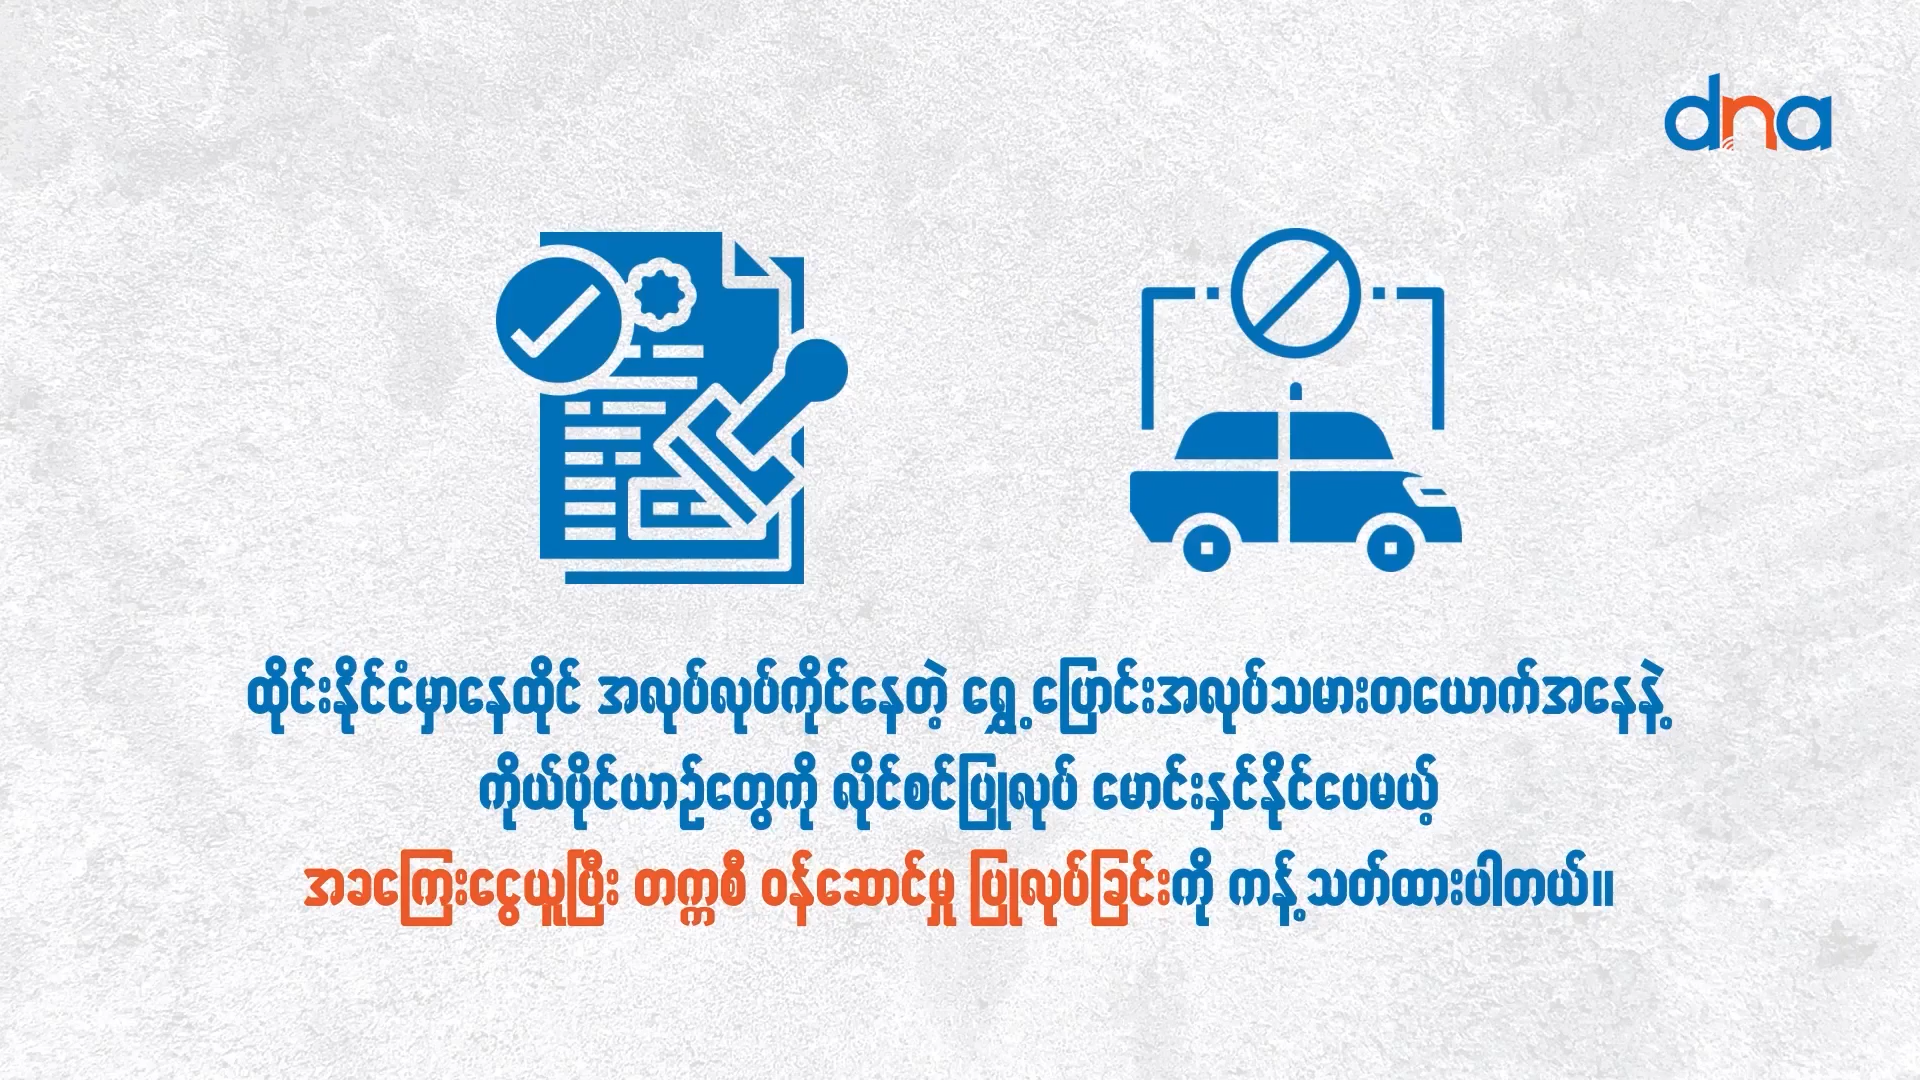 dna
ထိုင်းနိုင်ငံမှာနေထိုင် အလုပ်လုပ်ကိုင်နေတဲ့ ရွှေ့ပြောင်းအလုပ်သမားတယောက်အနေနဲ့
ကိုယ်ပိုင်ယာဉ်တွေကို လိုင်စင်ပြုလုပ် မောင်းနှင်နိုင်ပေမယ့်
အခကြေးငွေယူပြီး တက္ကစီ ဝန်ဆောင်မှု ပြုလုပ်ခြင်းကို ကန့်သတ်ထားပါတယ်။